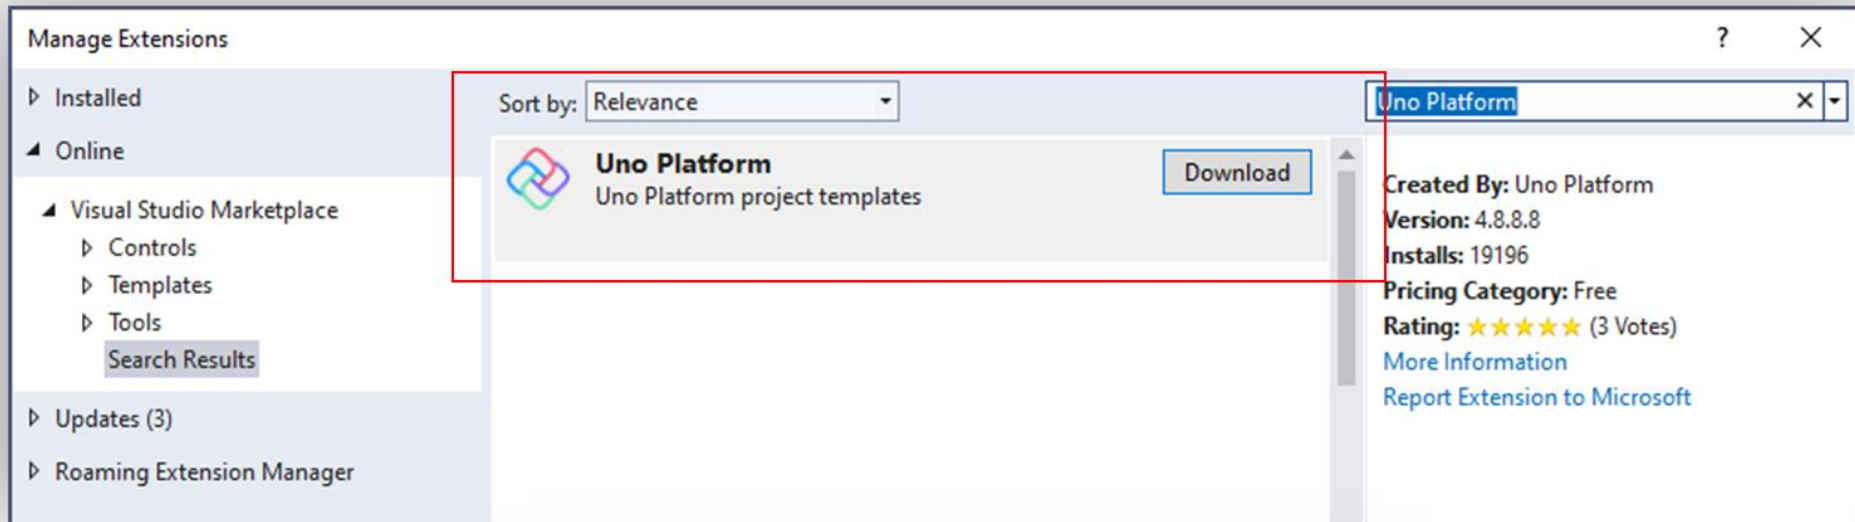 Manage Extensions
?
Installed
Online
Visual Studio Marketplace
Controls
Templates
Tools
Search Results
Updates (3)
Roaming Extension Manager
Sort by: Relevance
Uno Platform
Download
Uno Platform project templates
Uno Platform
Created By: Uno Platform
Version: 4.8.8.8
Installs: 19196
Pricing Category: Free
Rating: ★★★★★ (3 Votes)
More Information
Report Extension to Microsoft